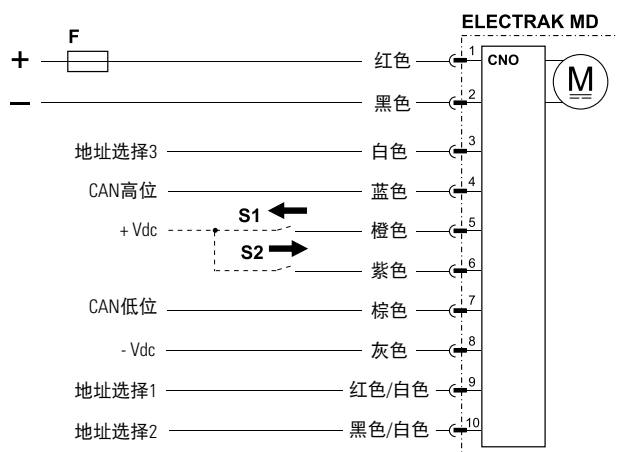 ELECTRAK MD
F
+ 红色 1 CNO
M
− 黑色 2
地址选择3 白色 3
CAN高位 蓝色 4
S1
+ Vdc 橙色 5
S2
紫色 6
CAN低位 棕色 7
- Vdc 灰色 8
地址选择1 红色/白色 9
地址选择2 黑色/白色 10